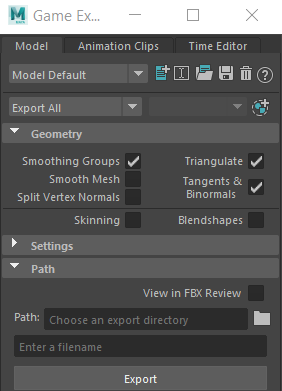 Game Ex...
Model Animation Clips Time Editor
Model Default
Export All
Geometry
Smoothing Groups Triangulate
Smooth Mesh Tangents & Binormals
Split Vertex Normals
Skinning Blendshapes
Settings
Path
View in FBX Review
Path: Choose an export directory
Enter a filename
Export